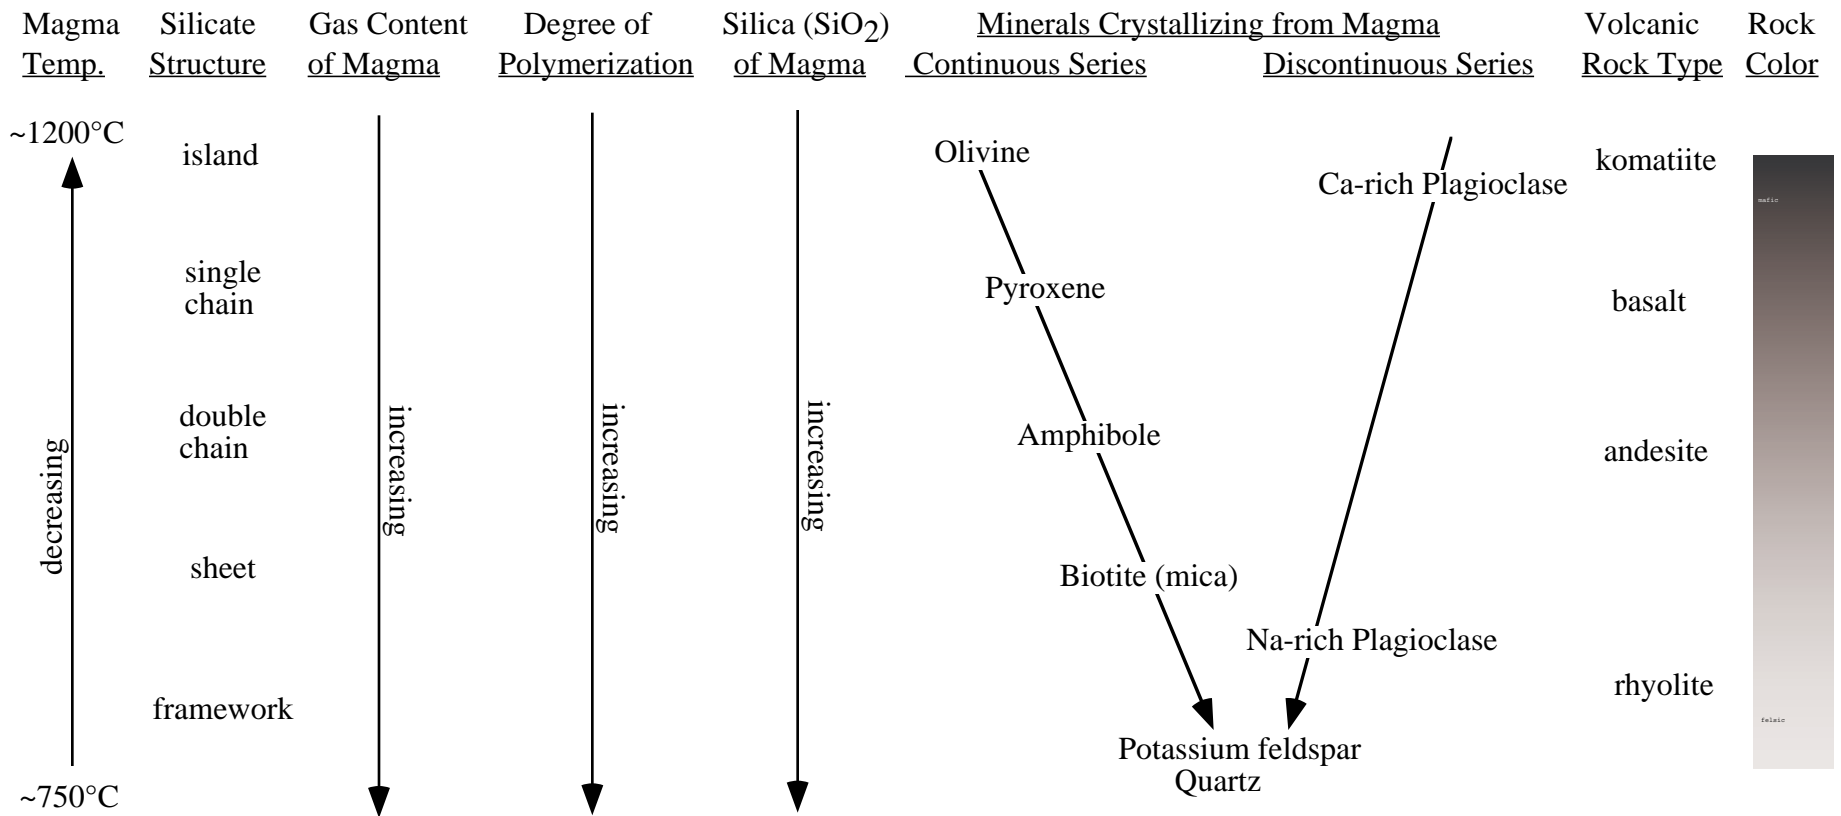 Magma Silicate Gas Content Degree of Silica (SiO2) Minerals Crystallizing from Magma Volcanic Rock
Temp. Structure of Magma Polymerization of Magma Continuous Series Discontinuous Series Rock Type Color
~1200°C
island
Olivine
komatiite
Ca-rich Plagioclase
mafic
single
chain
Pyroxene
basalt
double
chain
Amphibole
andesite
decreasing
increasing
increasing
increasing
sheet
Biotite (mica)
Na-rich Plagioclase
rhyolite
framework
felsic
Potassium feldspar
Quartz
~750°C